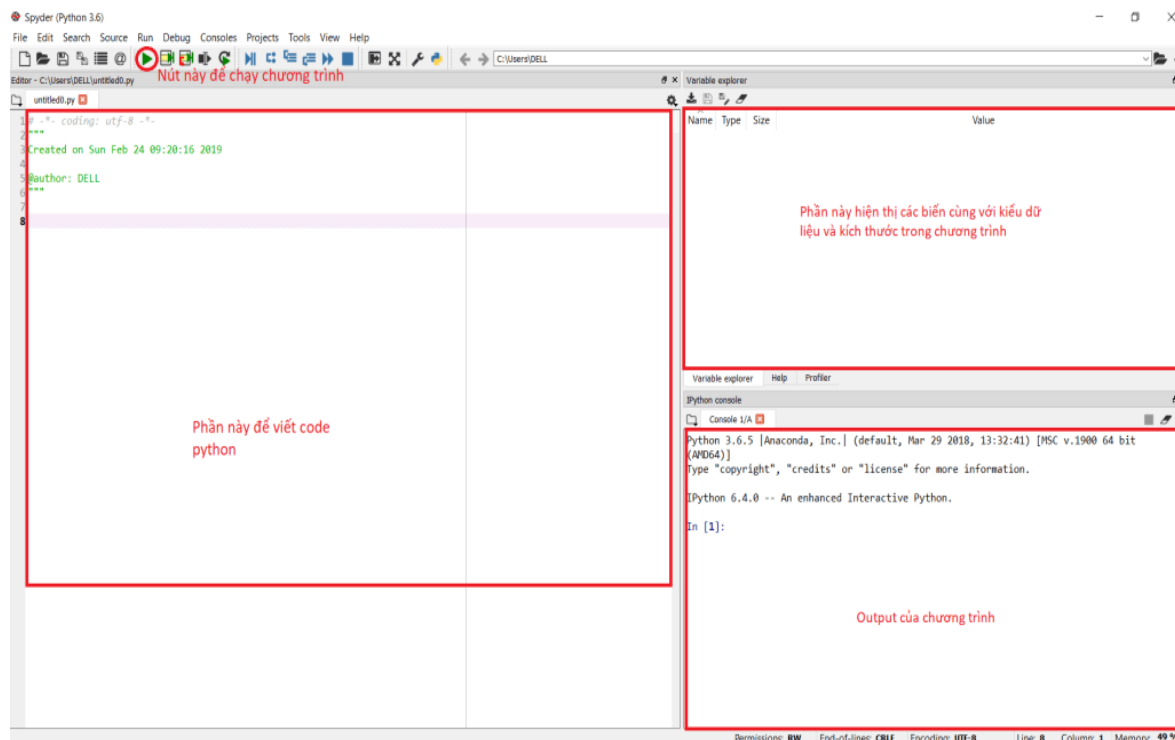 Spyder (Python 3.6)
File Edit Search Source Run Debug Consoles Projects Tools View Help
C:\Users\DELL
Nút này để chạy chương trình
Editor - C:\Users\DELL\untitled0.py
untitled0.py
1 # -*- coding: utf-8 -*-
2 """
3 Created on Sun Feb 24 09:20:16 2019
4
5 @author: DELL
6 """
7
8
Phần này để viết code
python
Variable explorer
Name Type Size Value
Phần này hiện thị các biến cùng với kiểu dữ
liệu và kích thước trong chương trình
Variable explorer Help Profiler
IPython console
Console 1/A
Python 3.6.5 |Anaconda, Inc.| (default, Mar 29 2018, 13:32:41) [MSC v.1900 64 bit
(AMD64)]
Type "copyright", "credits" or "license" for more information.
IPython 6.4.0 -- An enhanced Interactive Python.
In [1]:
Output của chương trình
Permissions: RW End-of-lines: CRLF Encoding: UTF-8 Line: 8 Column: 1 Memory: 49 %